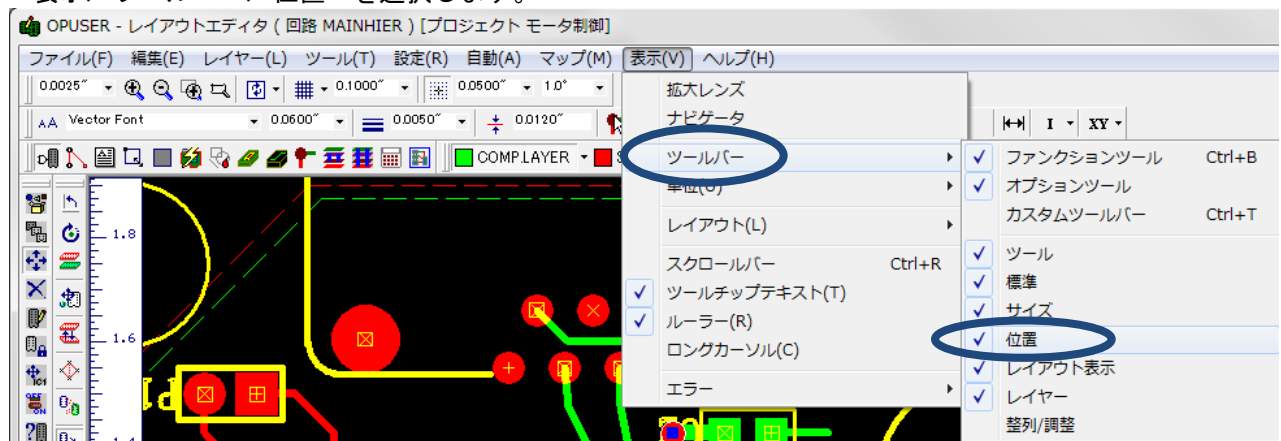 OPUSER - レイアウトエディタ ( 回路 MAINHIER ) [プロジェクト モータ制御]
ファイル(F) 編集(E) レイヤー(L) ツール(T) 設定(R) 自動(A) マップ(M) 表示(V) ヘルプ(H)
0.0025″ 0.1000″ 0.0500″ 1.0°
AA Vector Font 0.0600″ 0.0050″ 0.0120″
I XY
COMP.LAYER
拡大レンズ
ナビゲータ
ツールバー
単位(U)
レイアウト(L)
スクロールバー Ctrl+R
ツールチップテキスト(T)
ルーラー(R)
ロングカーソル(C)
エラー
ファンクションツール Ctrl+B
オプションツール
カスタムツールバー Ctrl+T
ツール
標準
サイズ
位置
レイアウト表示
レイヤー
整列/調整
1.8
1.6